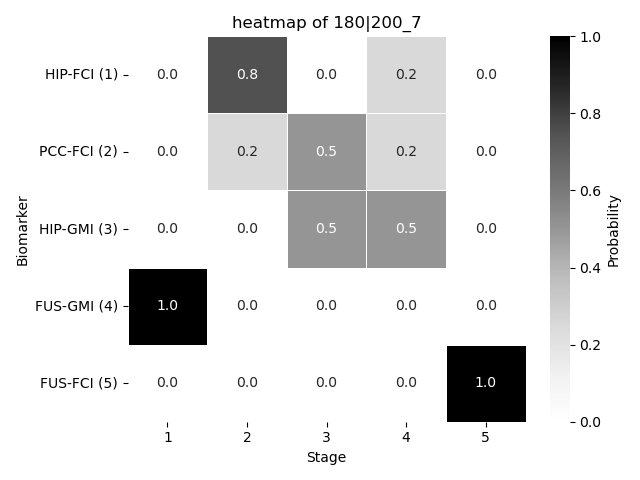 heatmap of 180|200_7
HIP-FCI (1) 0.0 0.8 0.0 0.2 0.0
PCC-FCI (2) 0.0 0.2 0.5 0.2 0.0
HIP-GMI (3) 0.0 0.0 0.5 0.5 0.0
FUS-GMI (4) 1.0 0.0 0.0 0.0 0.0
FUS-FCI (5) 0.0 0.0 0.0 0.0 1.0
1 2 3 4 5
Stage
Biomarker
1.0
0.8
0.6
0.4
0.2
0.0
Probability